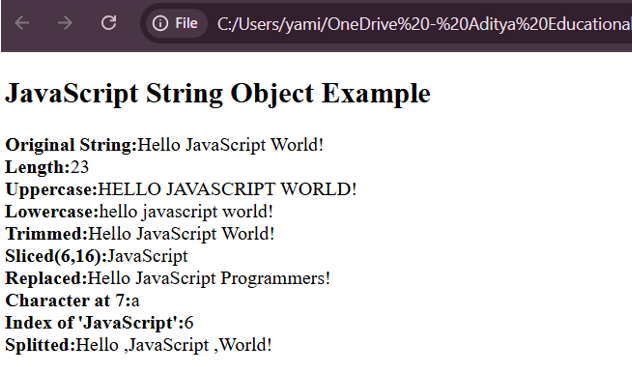 File C:/Users/yami/OneDrive%20-%20Aditya%20Educational
JavaScript String Object Example
Original String:Hello JavaScript World!
Length:23
Uppercase:HELLO JAVASCRIPT WORLD!
Lowercase:hello javascript world!
Trimmed:Hello JavaScript World!
Sliced(6,16):JavaScript
Replaced:Hello JavaScript Programmers!
Character at 7:a
Index of 'JavaScript':6
Splitted:Hello ,JavaScript ,World!